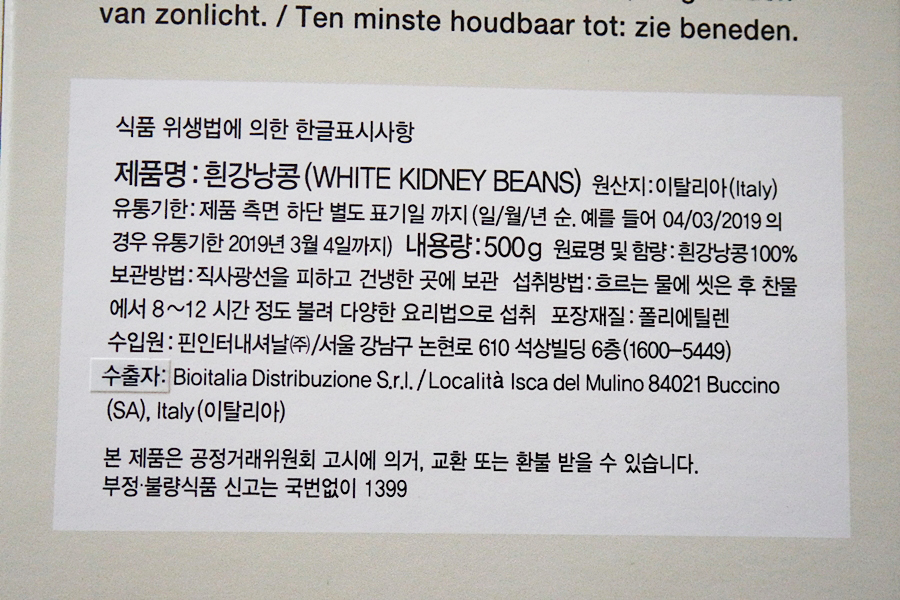 van zonlicht. / Ten minste houdbaar tot: zie beneden.
식품 위생법에 의한 한글표시사항
제품명 : 흰강낭콩 (WHITE KIDNEY BEANS) 원산지 : 이탈리아 (Italy)
유통기한 : 제품 측면 하단 별도 표기일 까지 (일/월/년 순. 예를 들어 04/03/2019 의
경우 유통기한 2019년 3월 4일까지) 내용량 : 500g 원료명 및 함량 : 흰강낭콩 100%
보관방법 : 직사광선을 피하고 건냉한 곳에 보관 섭취방법 : 흐르는 물에 씻은 후 찬물
에서 8~12 시간 정도 불려 다양한 요리법으로 섭취 포장재질 : 폴리에틸렌
수입원 : 핀인터내셔날㈜/서울 강남구 논현로 610 석상빌딩 6층(1600-5449)
수출자: Bioitalia Distribuzione S.r.l. / Località Isca del Mulino 84021 Buccino
(SA), Italy (이탈리아)
본 제품은 공정거래위원회 고시에 의거, 교환 또는 환불 받을 수 있습니다.
부정·불량식품 신고는 국번없이 1399